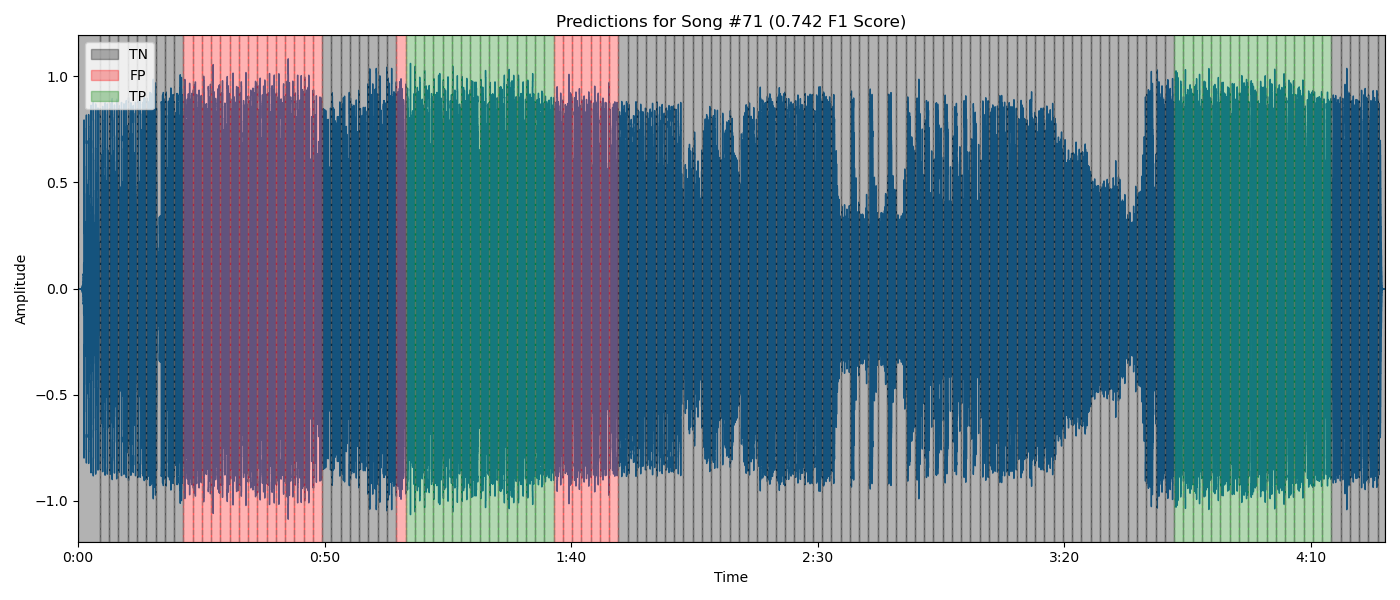 Predictions for Song #71 (0.742 F1 Score)
TN
FP
TP
1.0
0.5
0.0
−0.5
−1.0
Amplitude
0:00 0:50 1:40 2:30 3:20 4:10
Time